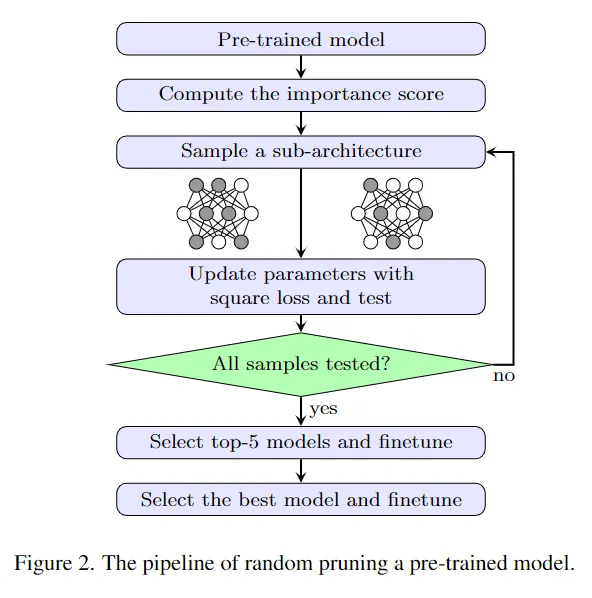 Pre-trained model
Compute the importance score
Sample a sub-architecture
Update parameters with
square loss and test
All samples tested?
no
yes
Select top-5 models and finetune
Select the best model and finetune
Figure 2. The pipeline of random pruning a pre-trained model.